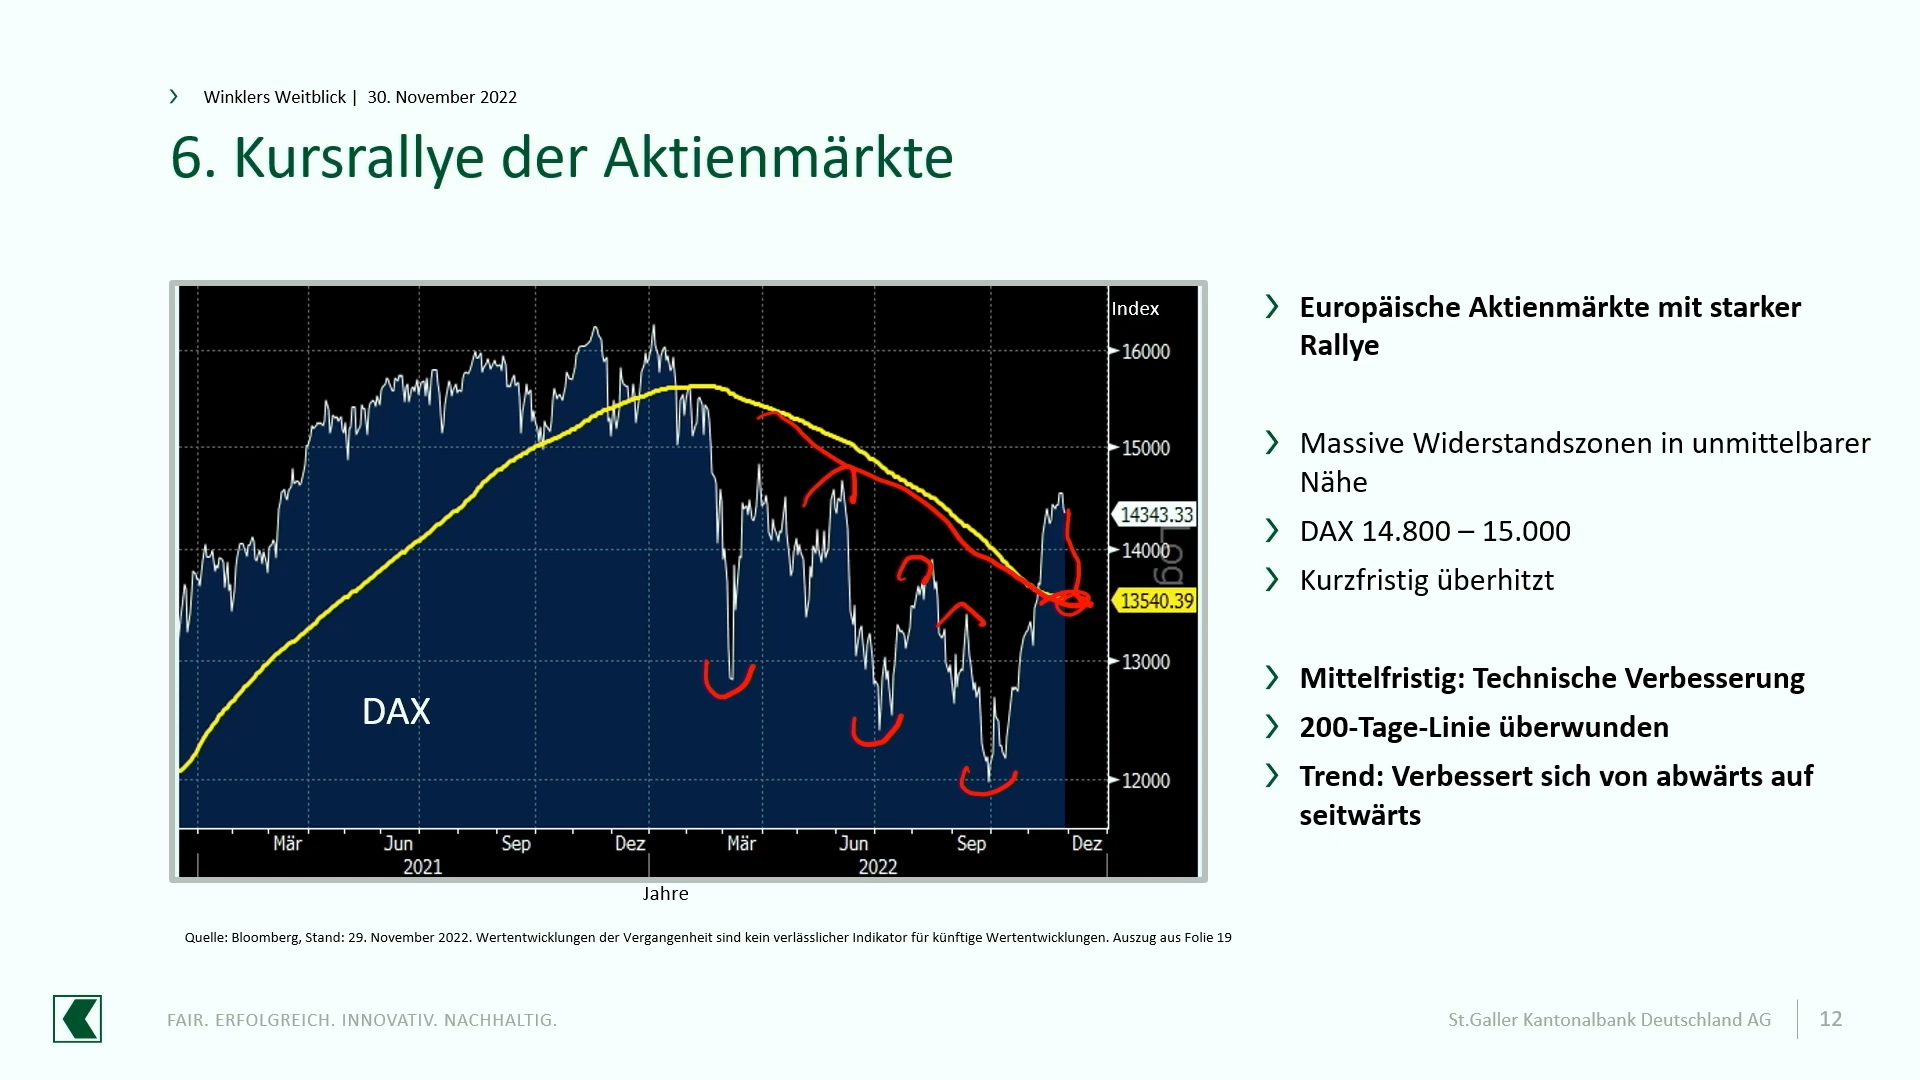 Winklers Weitblick | 30. November 2022
6. Kursrallye der Aktienmärkte
Index
16000
15000
14343.33
14000
Log
13540.39
13000
12000
DAX
Mär Jun Sep Dez Mär Jun Sep Dez
2021 2022
Jahre
Europäische Aktienmärkte mit starker
Rallye
Massive Widerstandszonen in unmittelbarer
Nähe
DAX 14.800 – 15.000
Kurzfristig überhitzt
Mittelfristig: Technische Verbesserung
200-Tage-Linie überwunden
Trend: Verbessert sich von abwärts auf
seitwärts
Quelle: Bloomberg, Stand: 29. November 2022. Wertentwicklungen der Vergangenheit sind kein verlässlicher Indikator für künftige Wertentwicklungen. Auszug aus Folie 19
FAIR. ERFOLGREICH. INNOVATIV. NACHHALTIG.
St.Galler Kantonalbank Deutschland AG 12